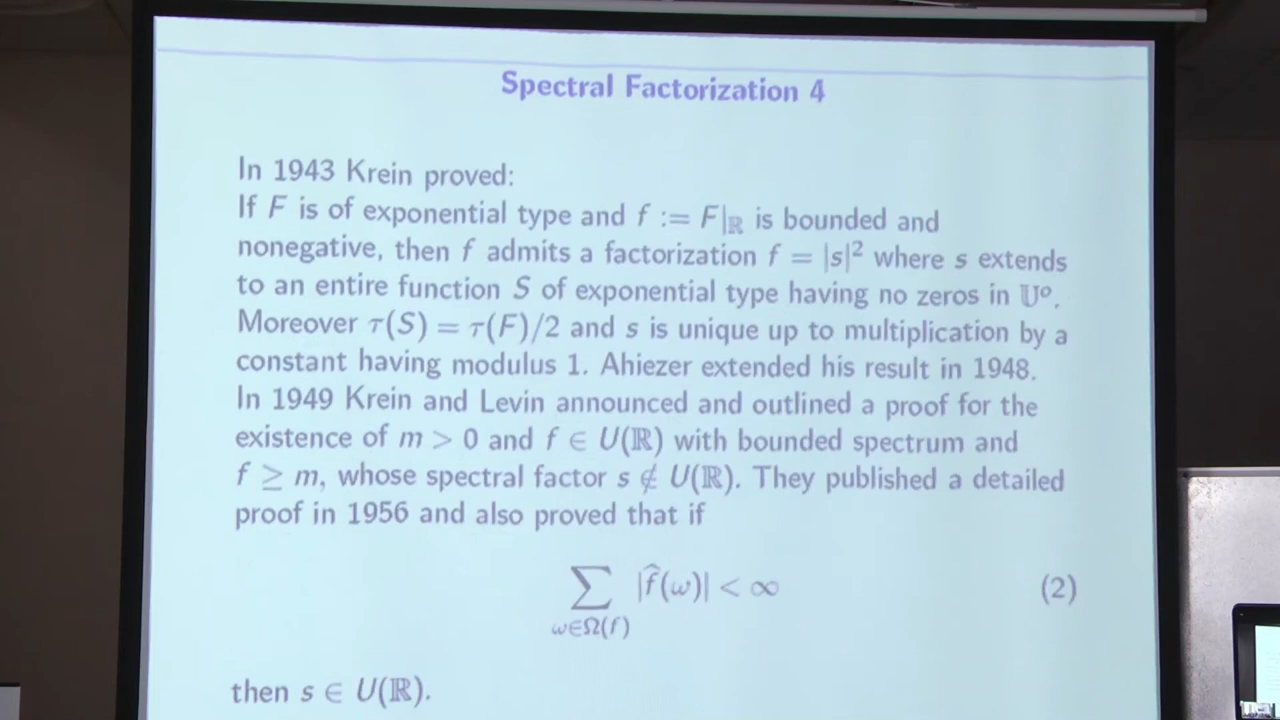 Spectral Factorization 4
In 1943 Krein proved:
If F is of exponential type and f := F|ℝ is bounded and
nonegative, then f admits a factorization f = |s|² where s extends
to an entire function S of exponential type having no zeros in 𝕌ᵒ.
Moreover τ(S) = τ(F)/2 and s is unique up to multiplication by a
constant having modulus 1. Ahiezer extended his result in 1948.
In 1949 Krein and Levin announced and outlined a proof for the
existence of m > 0 and f ∈ U(ℝ) with bounded spectrum and
f ≥ m, whose spectral factor s ∉ U(ℝ). They published a detailed
proof in 1956 and also proved that if
∑ |f̂(ω)| < ∞ (2)
ω∈Ω(f)
then s ∈ U(ℝ).